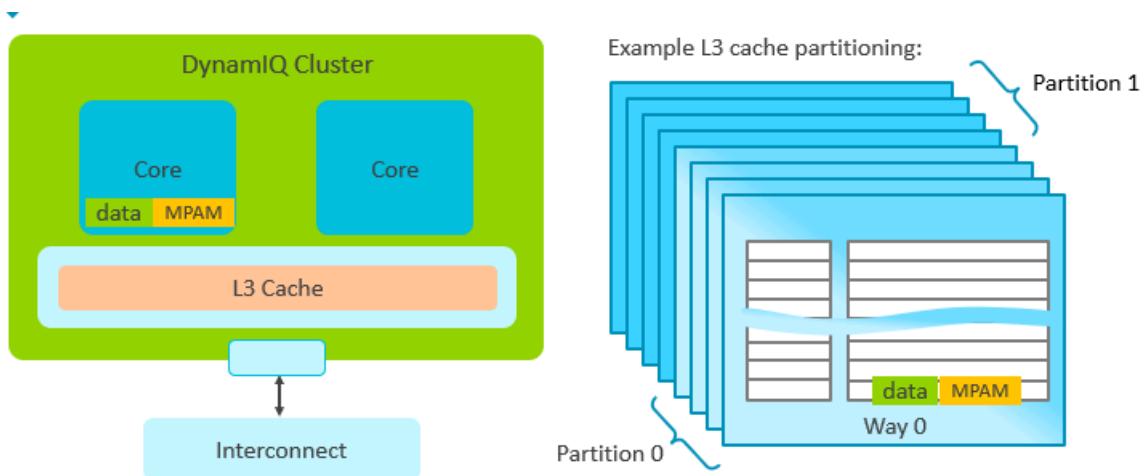 DynamIQ Cluster
Core
Core
data MPAM
L3 Cache
Interconnect
Example L3 cache partitioning:
Partition 1
data MPAM
Way 0
Partition 0